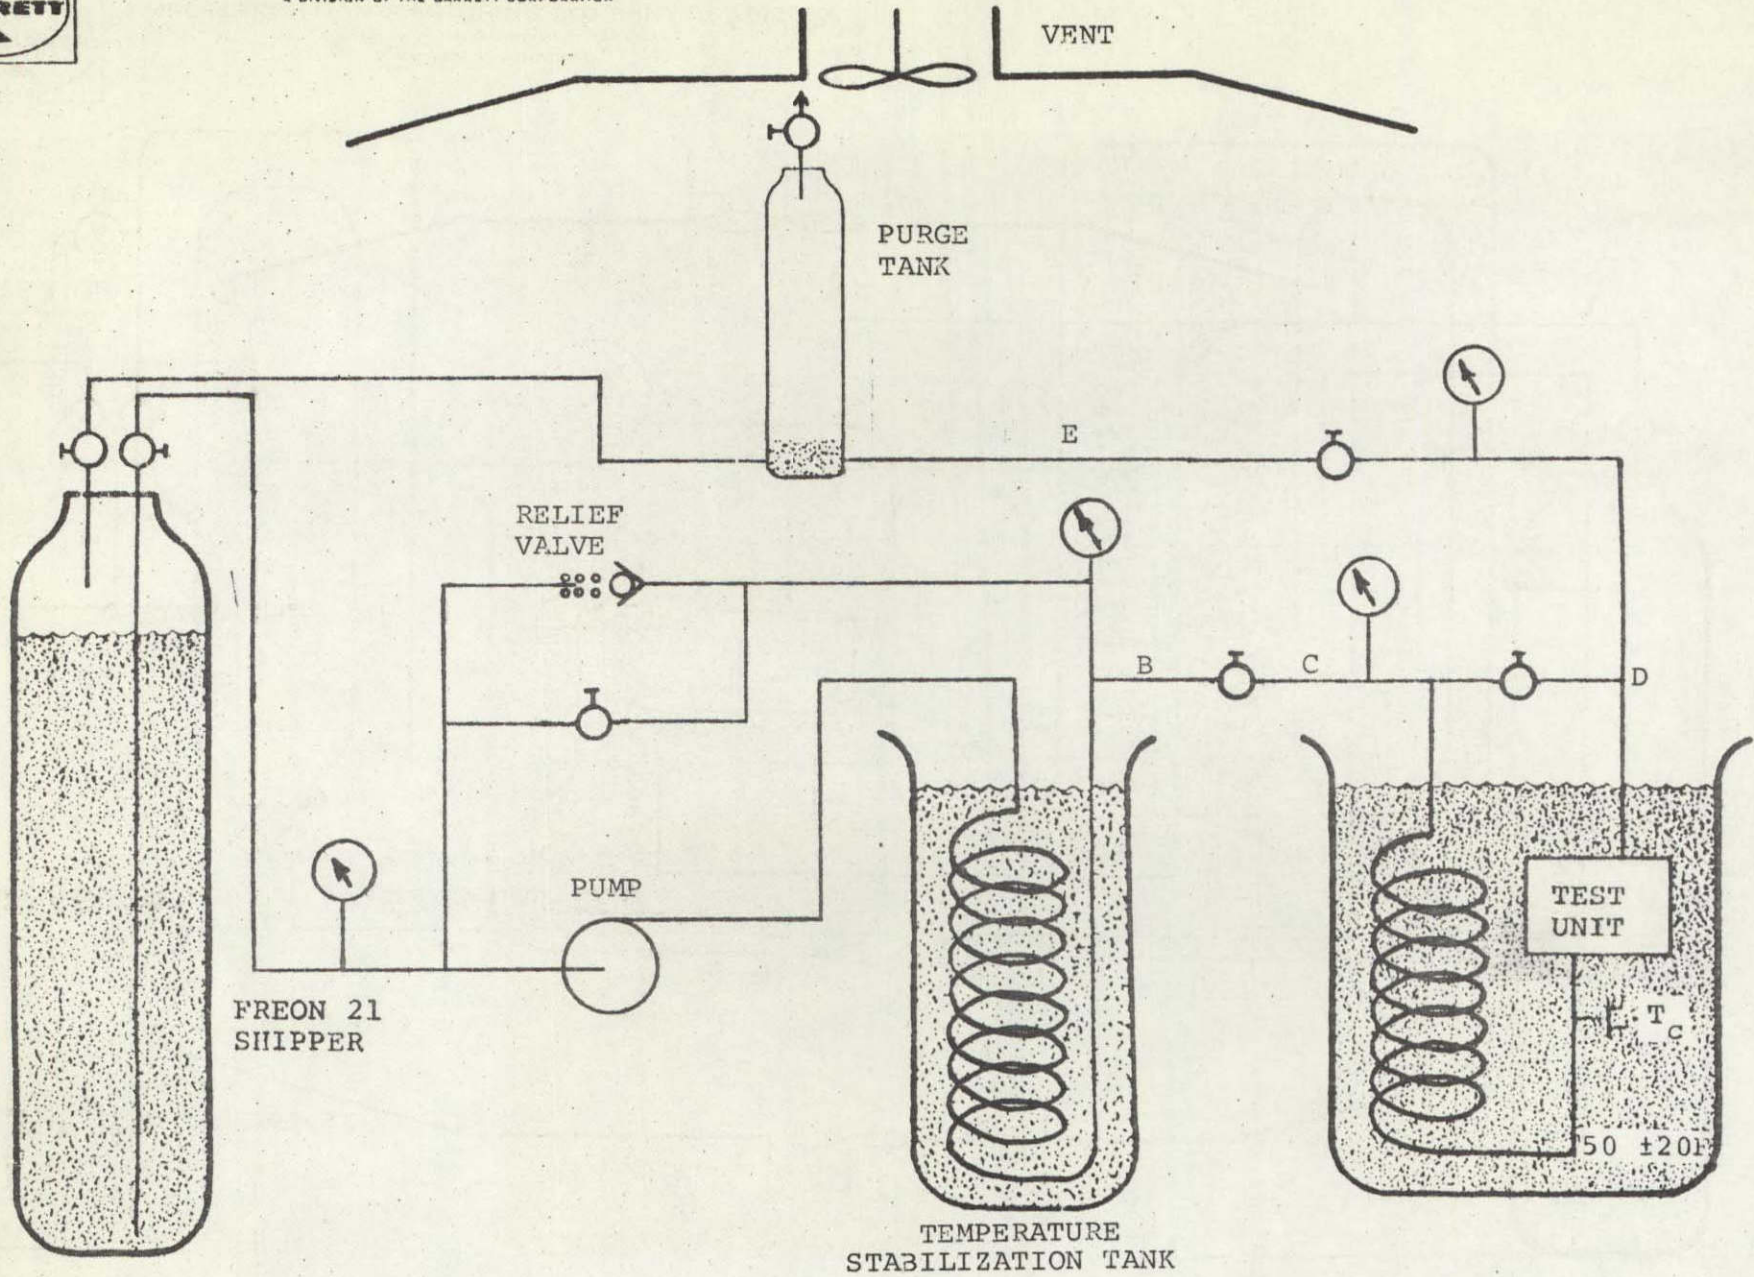 VENT
PURGE
TANK
E
RELIEF
VALVE
B
C
D
PUMP
TEST
UNIT
FREON 21
SHIPPER
T
C
50 ±20F
TEMPERATURE
STABILIZATION TANK